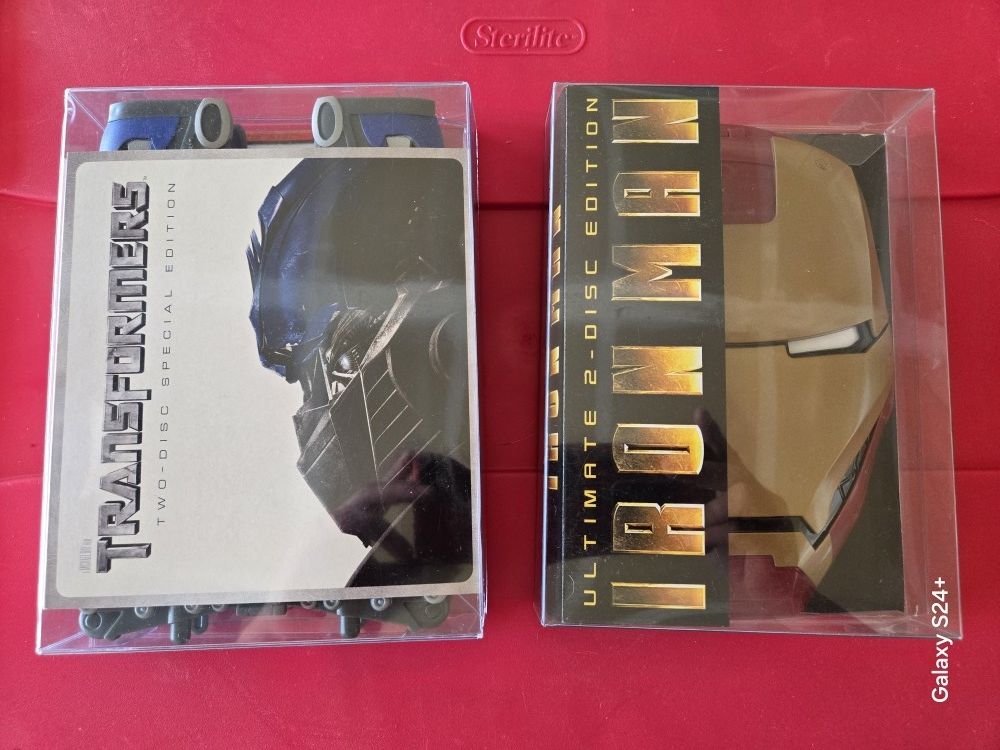 Sterilite
TRANSFORMERS
TWO-DISC SPECIAL EDITION
ULTIMATE 2-DISC EDITION
IRON MAN
Galaxy S24+